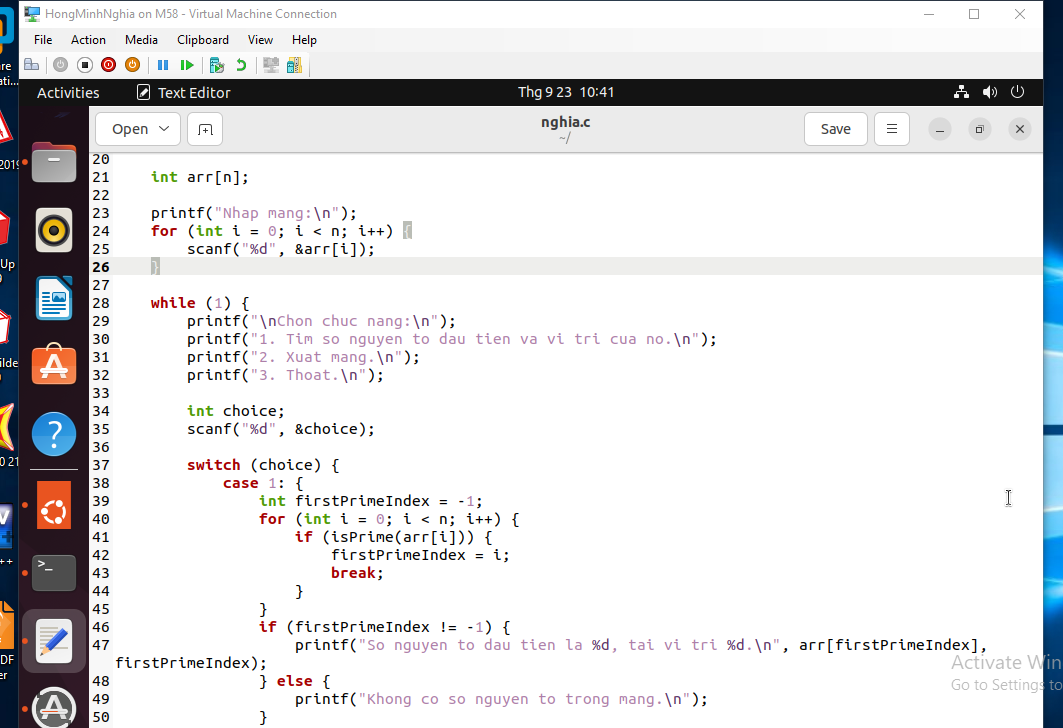 HongMinhNghia on M58 - Virtual Machine Connection
File Action Media Clipboard View Help
Activities Text Editor Thg 9 23 10:41
Open nghia.c Save
~/
20
21 int arr[n];
22
23 printf("Nhap mang:\n");
24 for (int i = 0; i < n; i++) {
25 scanf("%d", &arr[i]);
26 }
27
28 while (1) {
29 printf("\nChon chuc nang:\n");
30 printf("1. Tim so nguyen to dau tien va vi tri cua no.\n");
31 printf("2. Xuat mang.\n");
32 printf("3. Thoat.\n");
33
34 int choice;
35 scanf("%d", &choice);
36
37 switch (choice) {
38 case 1: {
39 int firstPrimeIndex = -1;
40 for (int i = 0; i < n; i++) {
41 if (isPrime(arr[i])) {
42 firstPrimeIndex = i;
43 break;
44 }
45 }
46 if (firstPrimeIndex != -1) {
47 printf("So nguyen to dau tien la %d, tai vi tri %d.\n", arr[firstPrimeIndex],
firstPrimeIndex);
48 } else {
49 printf("Khong co so nguyen to trong mang.\n");
50 }
Activate Win
Go to Settings to